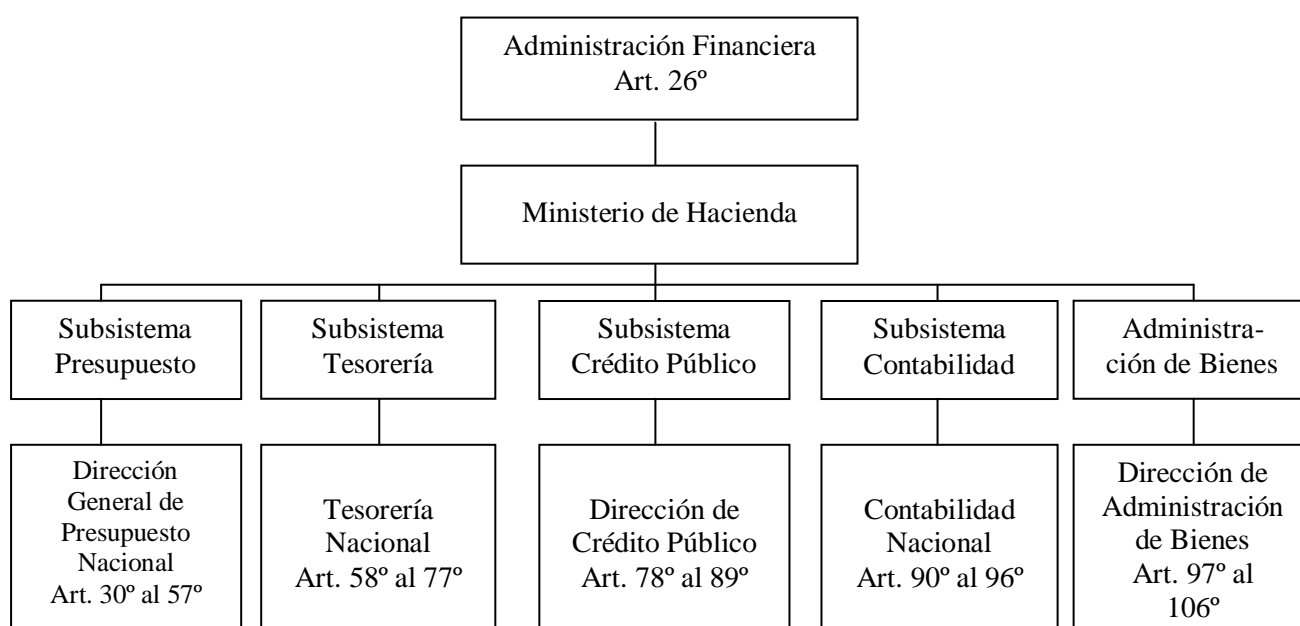 Administración Financiera
Art. 26º
Ministerio de Hacienda
Subsistema
Presupuesto
Subsistema
Tesorería
Subsistema
Crédito Público
Subsistema
Contabilidad
Administra-
ción de Bienes
Dirección
General de
Presupuesto
Nacional
Art. 30º al 57º
Tesorería
Nacional
Art. 58º al 77º
Dirección de
Crédito Público
Art. 78º al 89º
Contabilidad
Nacional
Art. 90º al 96º
Dirección de
Administración
de Bienes
Art. 97º al
106º